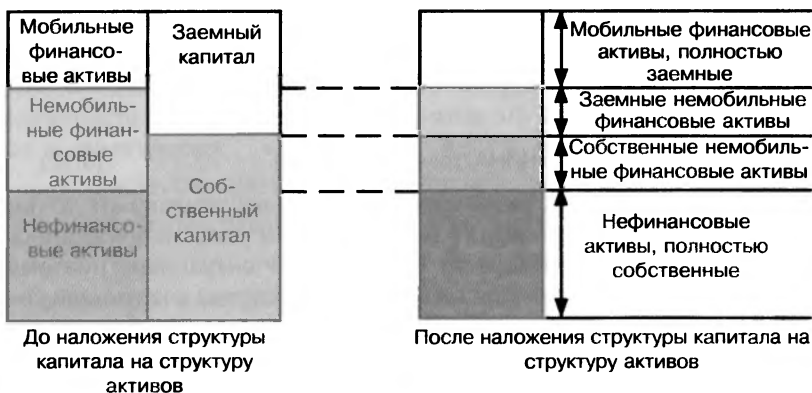 Мобильные
финансо-
вые активы
Заемный
капитал
Немобиль-
ные финан-
совые
активы
Соб-
ственный
капитал
Нефинансо-
вые активы
До наложения структуры
капитала на структуру
активов
Мобильные финансовые
активы, полностью
заемные
Заемные немобильные
финансовые активы
Собственные немобиль-
ные финансовые активы
Нефинансовые
активы, полностью
собственные
После наложения структуры капитала на
структуру активов